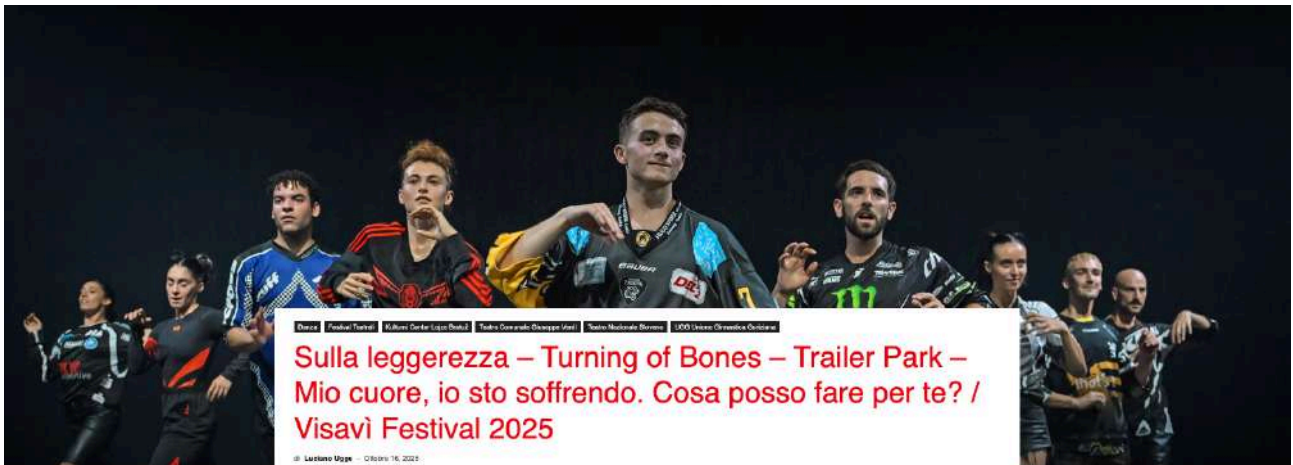 BAUER
Danza Festival Teatrali Kulturni Center Lojze Bratuž Teatro Comunale Giuseppe Verdi Teatro Nazionale Sloveno UGG Unione Ginnastica Goriziana
Sulla leggerezza – Turning of Bones – Trailer Park –
Mio cuore, io sto soffrendo. Cosa posso fare per te? /
Visavì Festival 2025
di Luciano Ugge - Ottobre 16, 2025